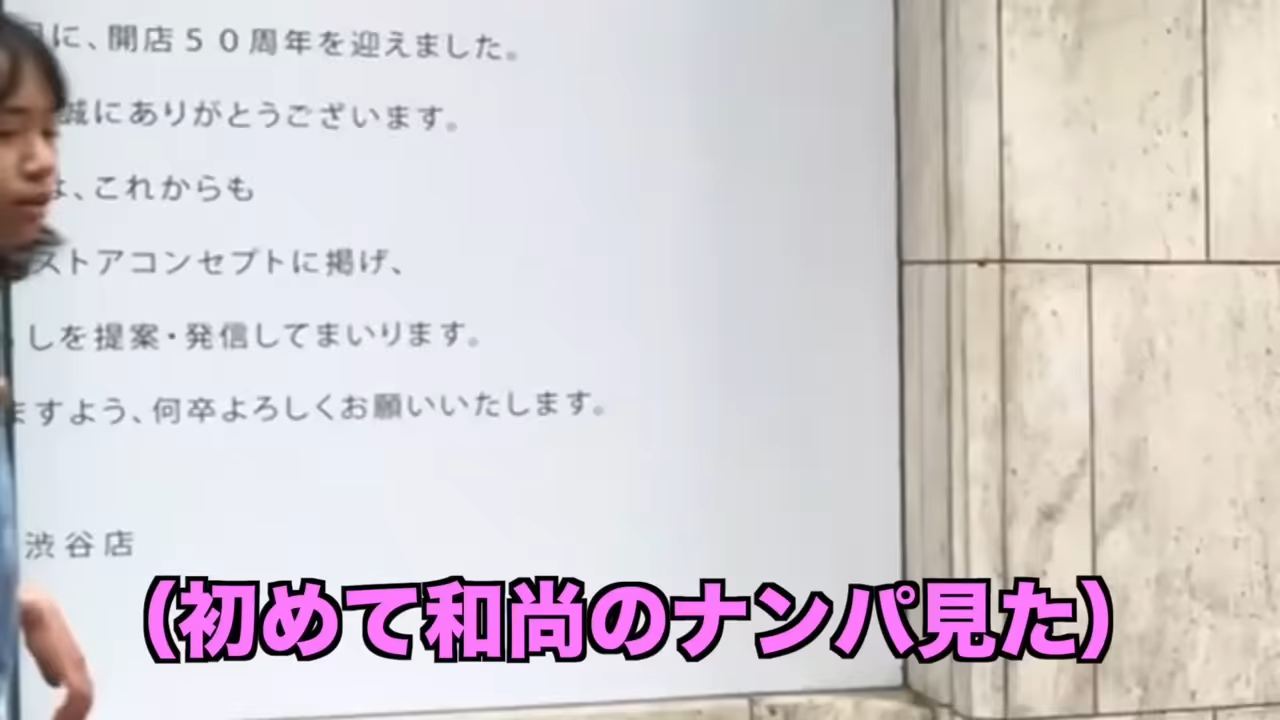 に、開店５０周年を迎えました。
誠にありがとうございます。
、これからも
ストアコンセプトに掲げ、
しを提案・発信してまいります。
ますよう、何卒よろしくお願いいたします。
渋谷店
(初めて和尚のナンパ見た)